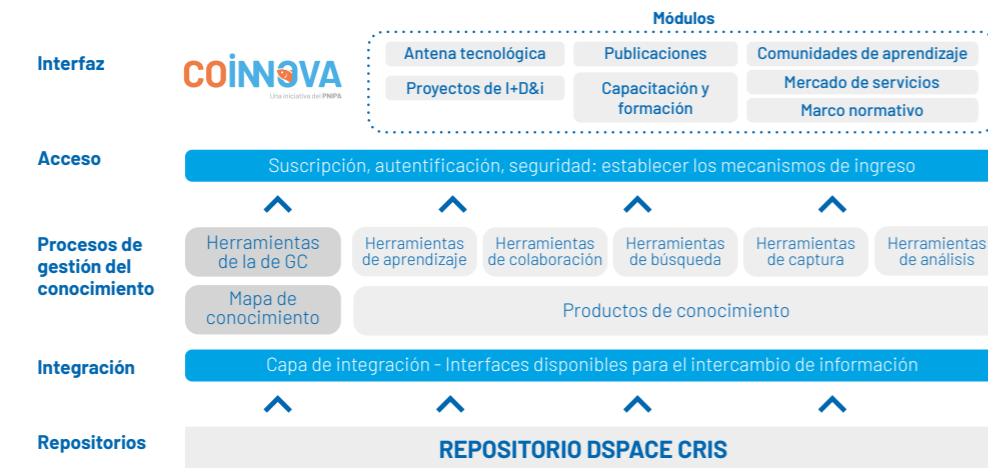 Módulos
Interfaz
COINNOVA
Una iniciativa del PNIPA
Antena tecnológica
Publicaciones
Comunidades de aprendizaje
Proyectos de I+D&i
Capacitación y
formación
Mercado de servicios
Marco normativo
Acceso
Suscripción, autentificación, seguridad: establecer los mecanismos de ingreso
Procesos de
gestión del
conocimiento
Herramientas
de la de GC
Herramientas
de aprendizaje
Herramientas
de colaboración
Herramientas
de búsqueda
Herramientas
de captura
Herramientas
de análisis
Mapa de
conocimiento
Productos de conocimiento
Integración
Capa de integración - Interfaces disponibles para el intercambio de información
Repositorios
REPOSITORIO DSPACE CRIS